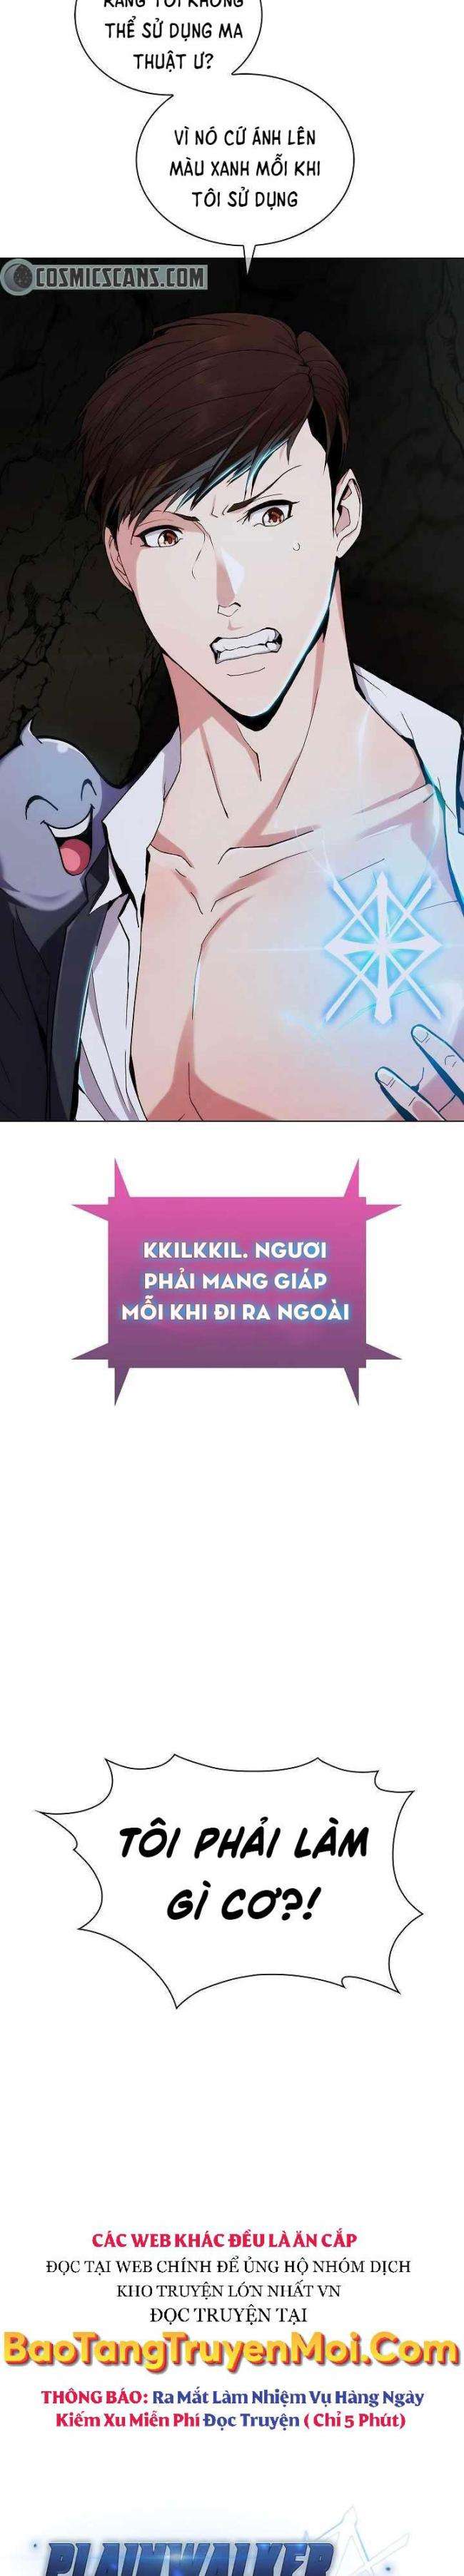 RẰNG TÔI KHÔNG
THỂ SỬ DỤNG MA
THUẬT Ư?
VÌ NÓ CỨ ÁNH LÊN
MÀU XANH MỖI KHI
TÔI SỬ DỤNG
COSMICSCANS.COM
KKILKKIL. NGƯƠI
PHẢI MANG GIÁP
MỖI KHI ĐI RA NGOÀI
TÔI PHẢI LÀM
GÌ CƠ?!
CÁC WEB KHÁC ĐỀU LÀ ĂN CẮP
ĐỌC TẠI WEB CHÍNH ĐỂ ỦNG HỘ NHÓM DỊCH
KHO TRUYỆN LỚN NHẤT VN
ĐỌC TRUYỆN TẠI
BaoTangTruyenMoi.Com
THÔNG BÁO: Ra Mắt Làm Nhiệm Vụ Hàng Ngày
Kiếm Xu Miễn Phí Đọc Truyện ( Chỉ 5 Phút)
PLAINWALKER